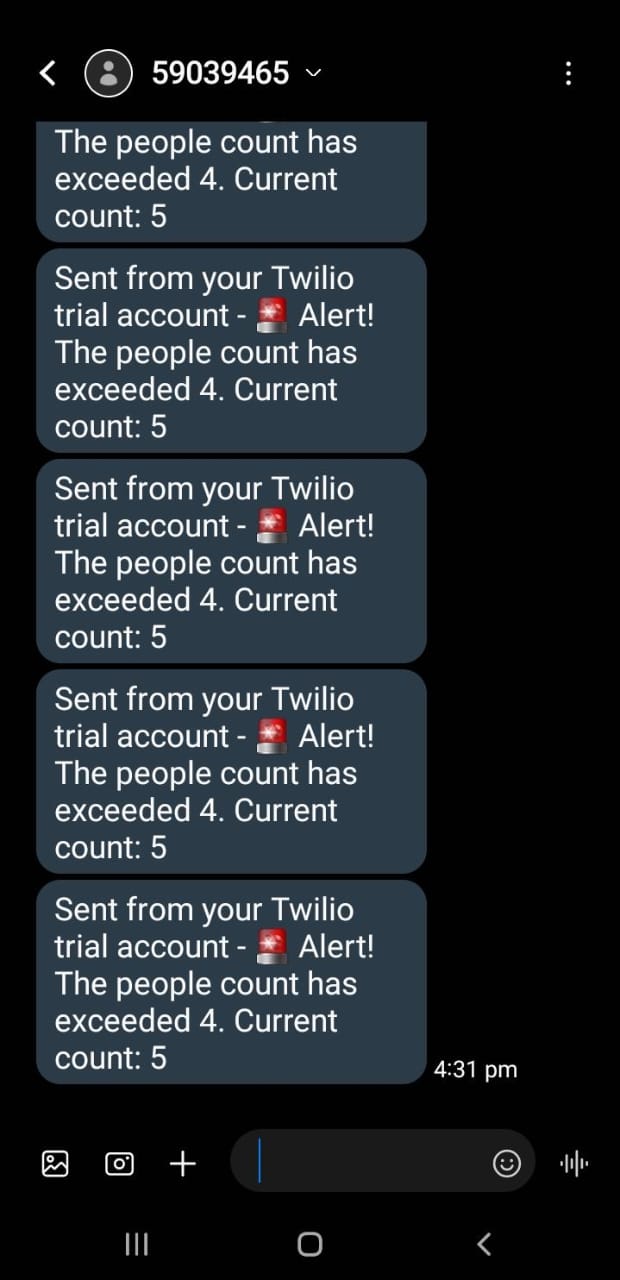 59039465
The people count has
exceeded 4. Current
count: 5
Sent from your Twilio
trial account - 🚨 Alert!
The people count has
exceeded 4. Current
count: 5
Sent from your Twilio
trial account - 🚨 Alert!
The people count has
exceeded 4. Current
count: 5
Sent from your Twilio
trial account - 🚨 Alert!
The people count has
exceeded 4. Current
count: 5
Sent from your Twilio
trial account - 🚨 Alert!
The people count has
exceeded 4. Current
count: 5
4:31 pm